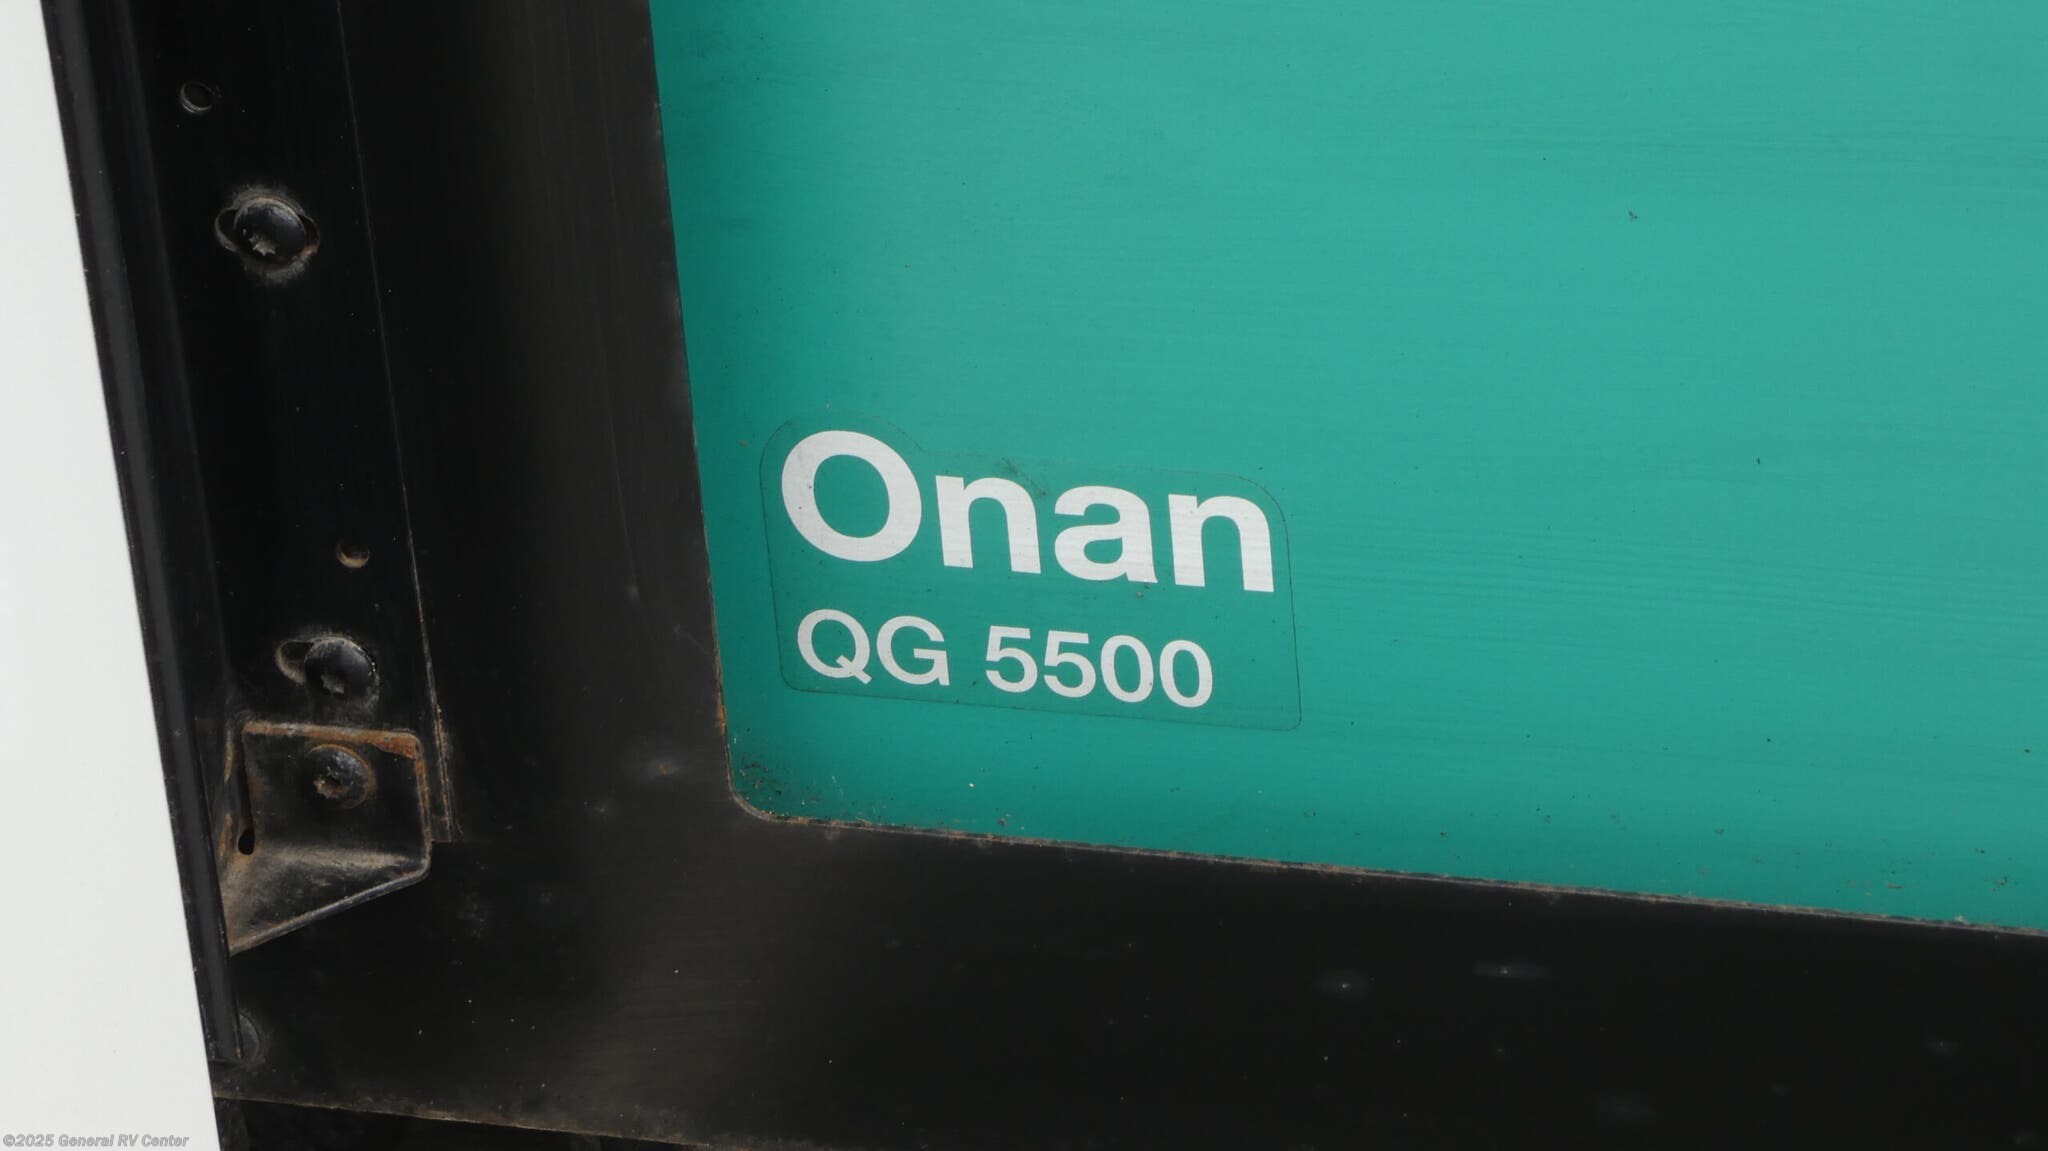 Onan
QG 5500
©2025 General RV Center